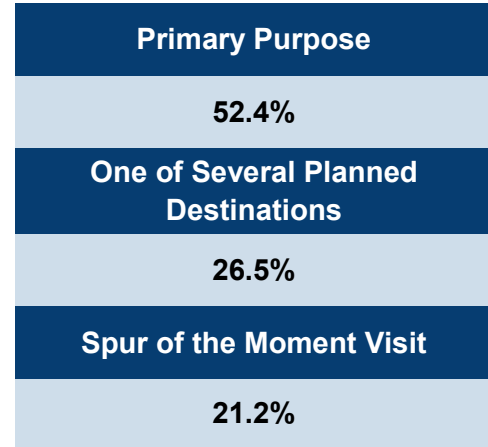 Primary Purpose
52.4%
One of Several Planned
Destinations
26.5%
Spur of the Moment Visit
21.2%